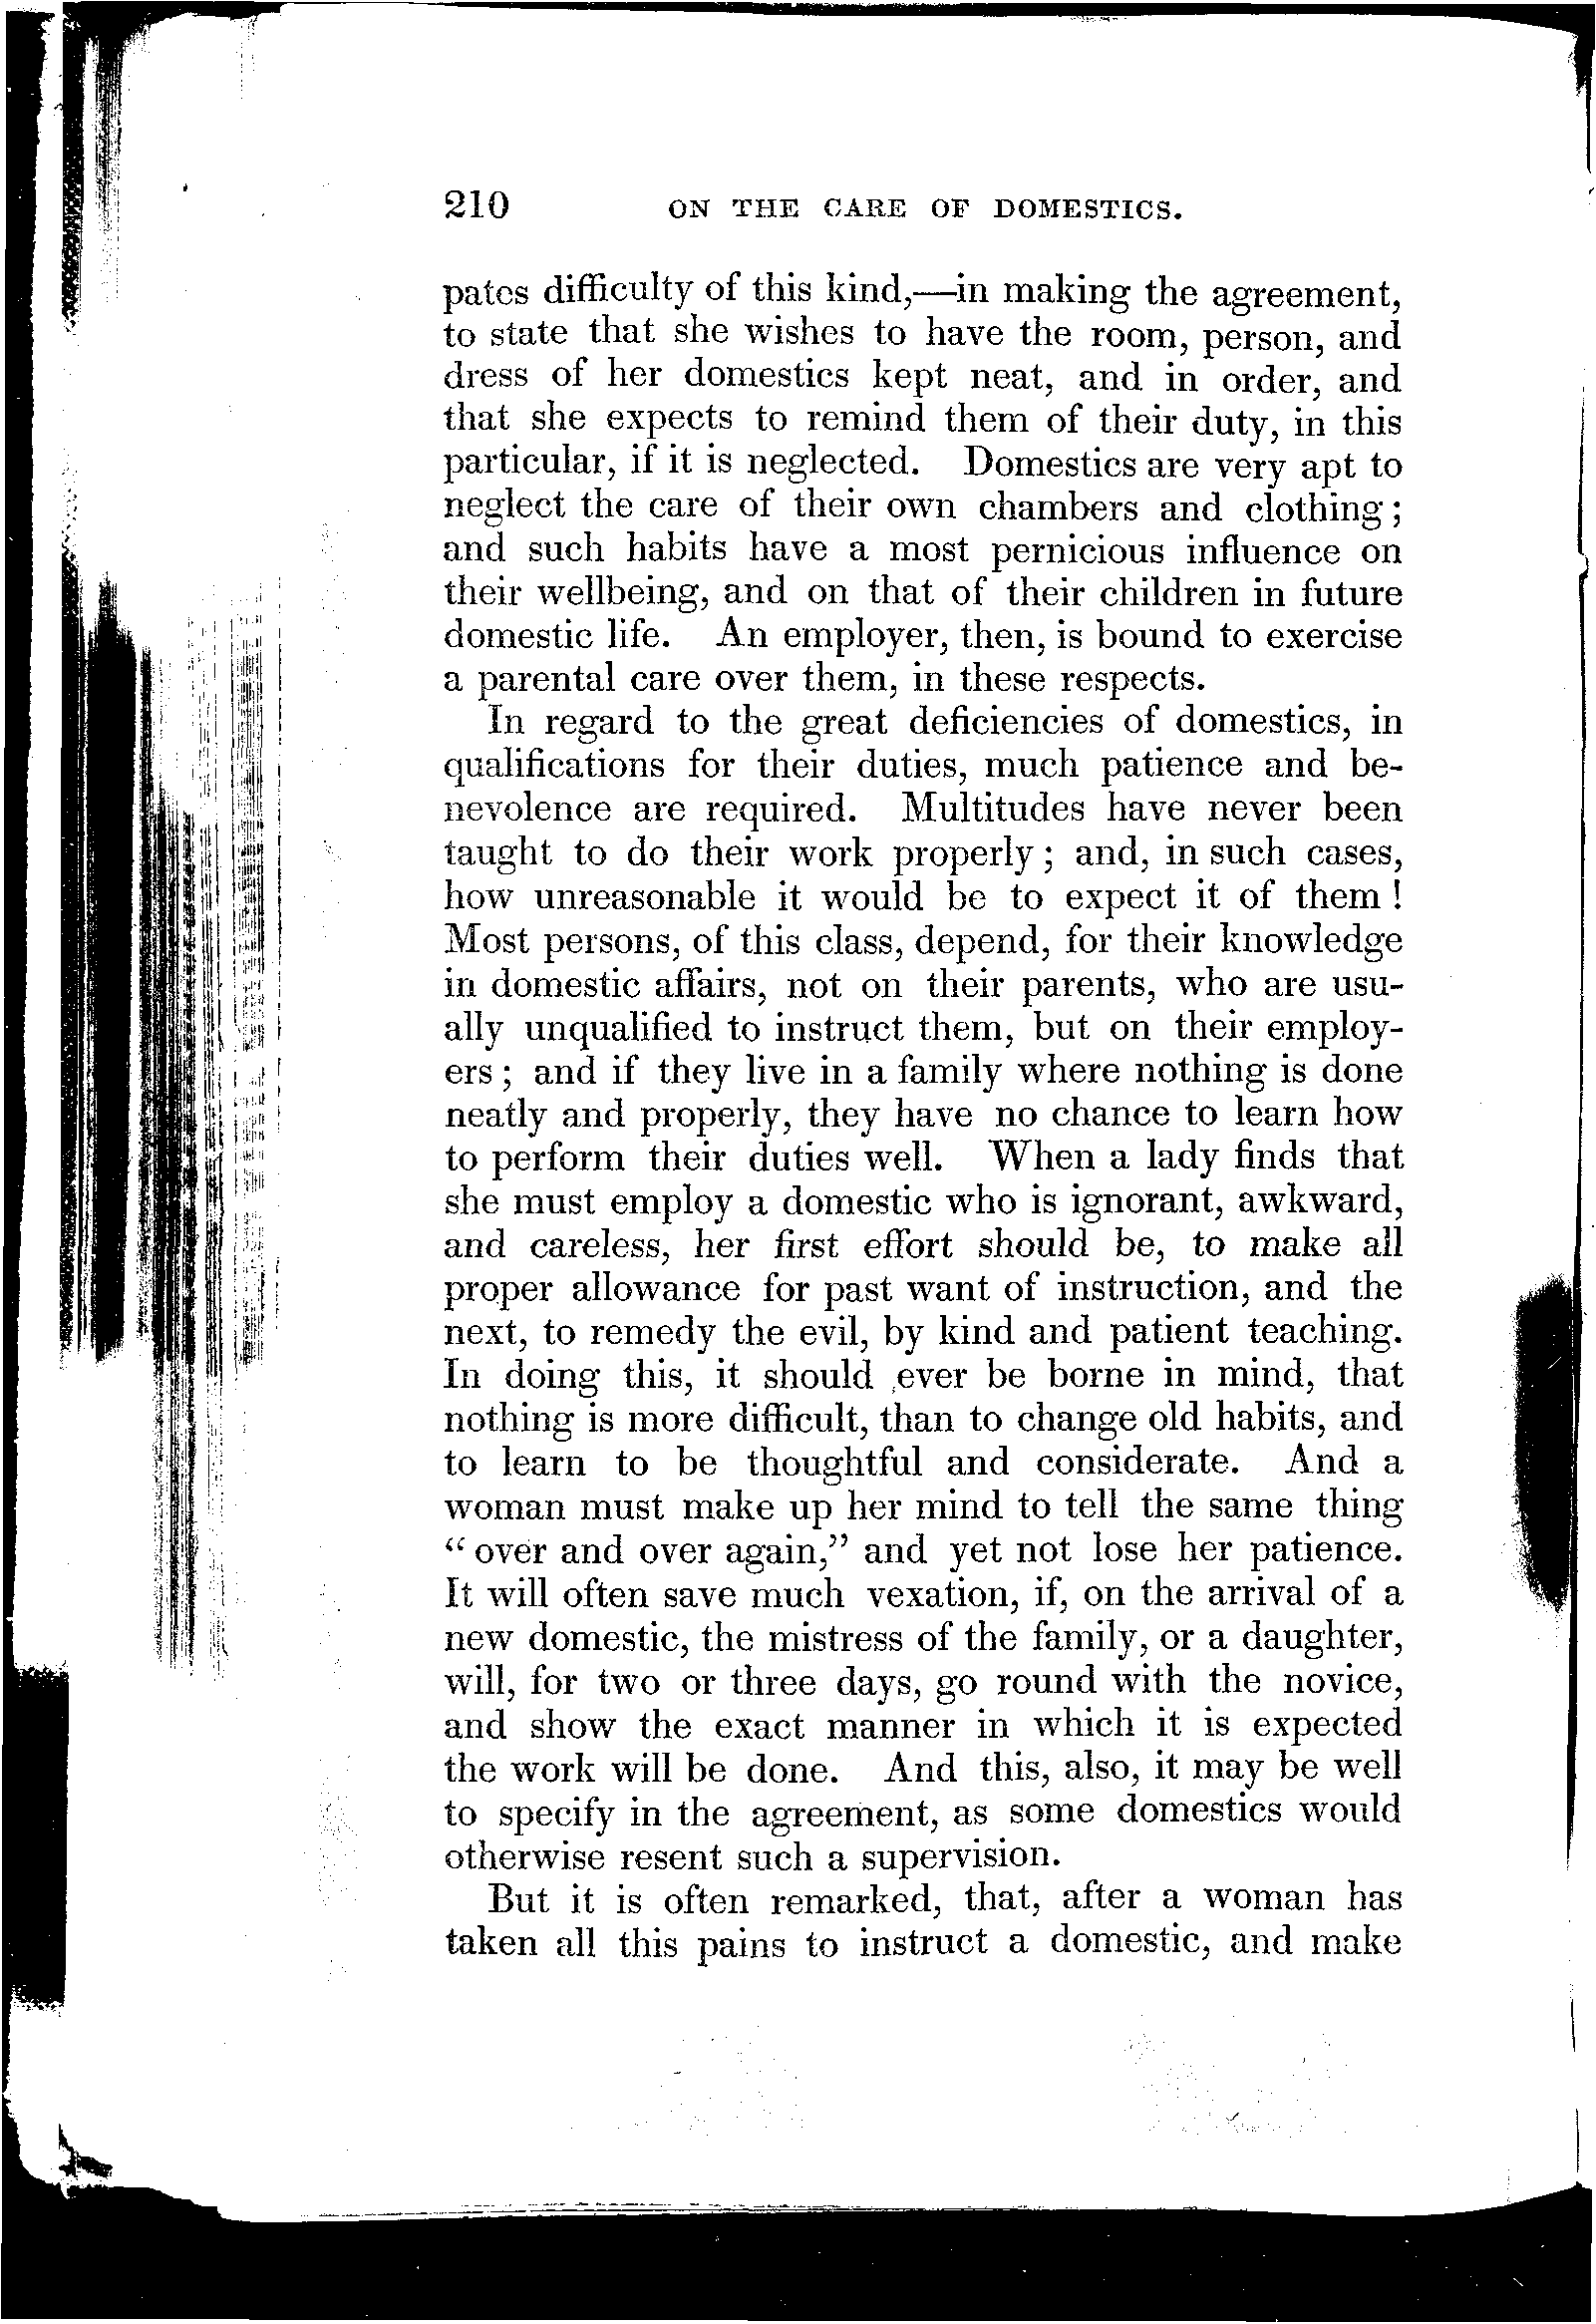 210 ON THE CARE OF DOMESTICS.
pates difficulty of this kind,—in making the agreement,
to state that she wishes to have the room, person, and
dress of her domestics kept neat, and in order, and
that she expects to remind them of their duty, in this
particular, if it is neglected. Domestics are very apt to
neglect the care of their own chambers and clothing;
and such habits have a most pernicious influence on
their wellbeing, and on that of their children in future
domestic life. An employer, then, is bound to exercise
a parental care over them, in these respects.
In regard to the great deficiencies of domestics, in
qualifications for their duties, much patience and be-
nevolence are required. Multitudes have never been
taught to do their work properly; and, in such cases,
how unreasonable it would be to expect it of them!
Most persons, of this class, depend, for their knowledge
in domestic affairs, not on their parents, who are usu-
ally unqualified to instruct them, but on their employ-
ers; and if they live in a family where nothing is done
neatly and properly, they have no chance to learn how
to perform their duties well. When a lady finds that
she must employ a domestic who is ignorant, awkward,
and careless, her first effort should be, to make all
proper allowance for past want of instruction, and the
next, to remedy the evil, by kind and patient teaching.
In doing this, it should ever be borne in mind, that
nothing is more difficult, than to change old habits, and
to learn to be thoughtful and considerate. And a
woman must make up her mind to tell the same thing
“over and over again,” and yet not lose her patience.
It will often save much vexation, if, on the arrival of a
new domestic, the mistress of the family, or a daughter,
will, for two or three days, go round with the novice,
and show the exact manner in which it is expected
the work will be done. And this, also, it may be well
to specify in the agreement, as some domestics would
otherwise resent such a supervision.
But it is often remarked, that, after a woman has
taken all this pains to instruct a domestic, and make